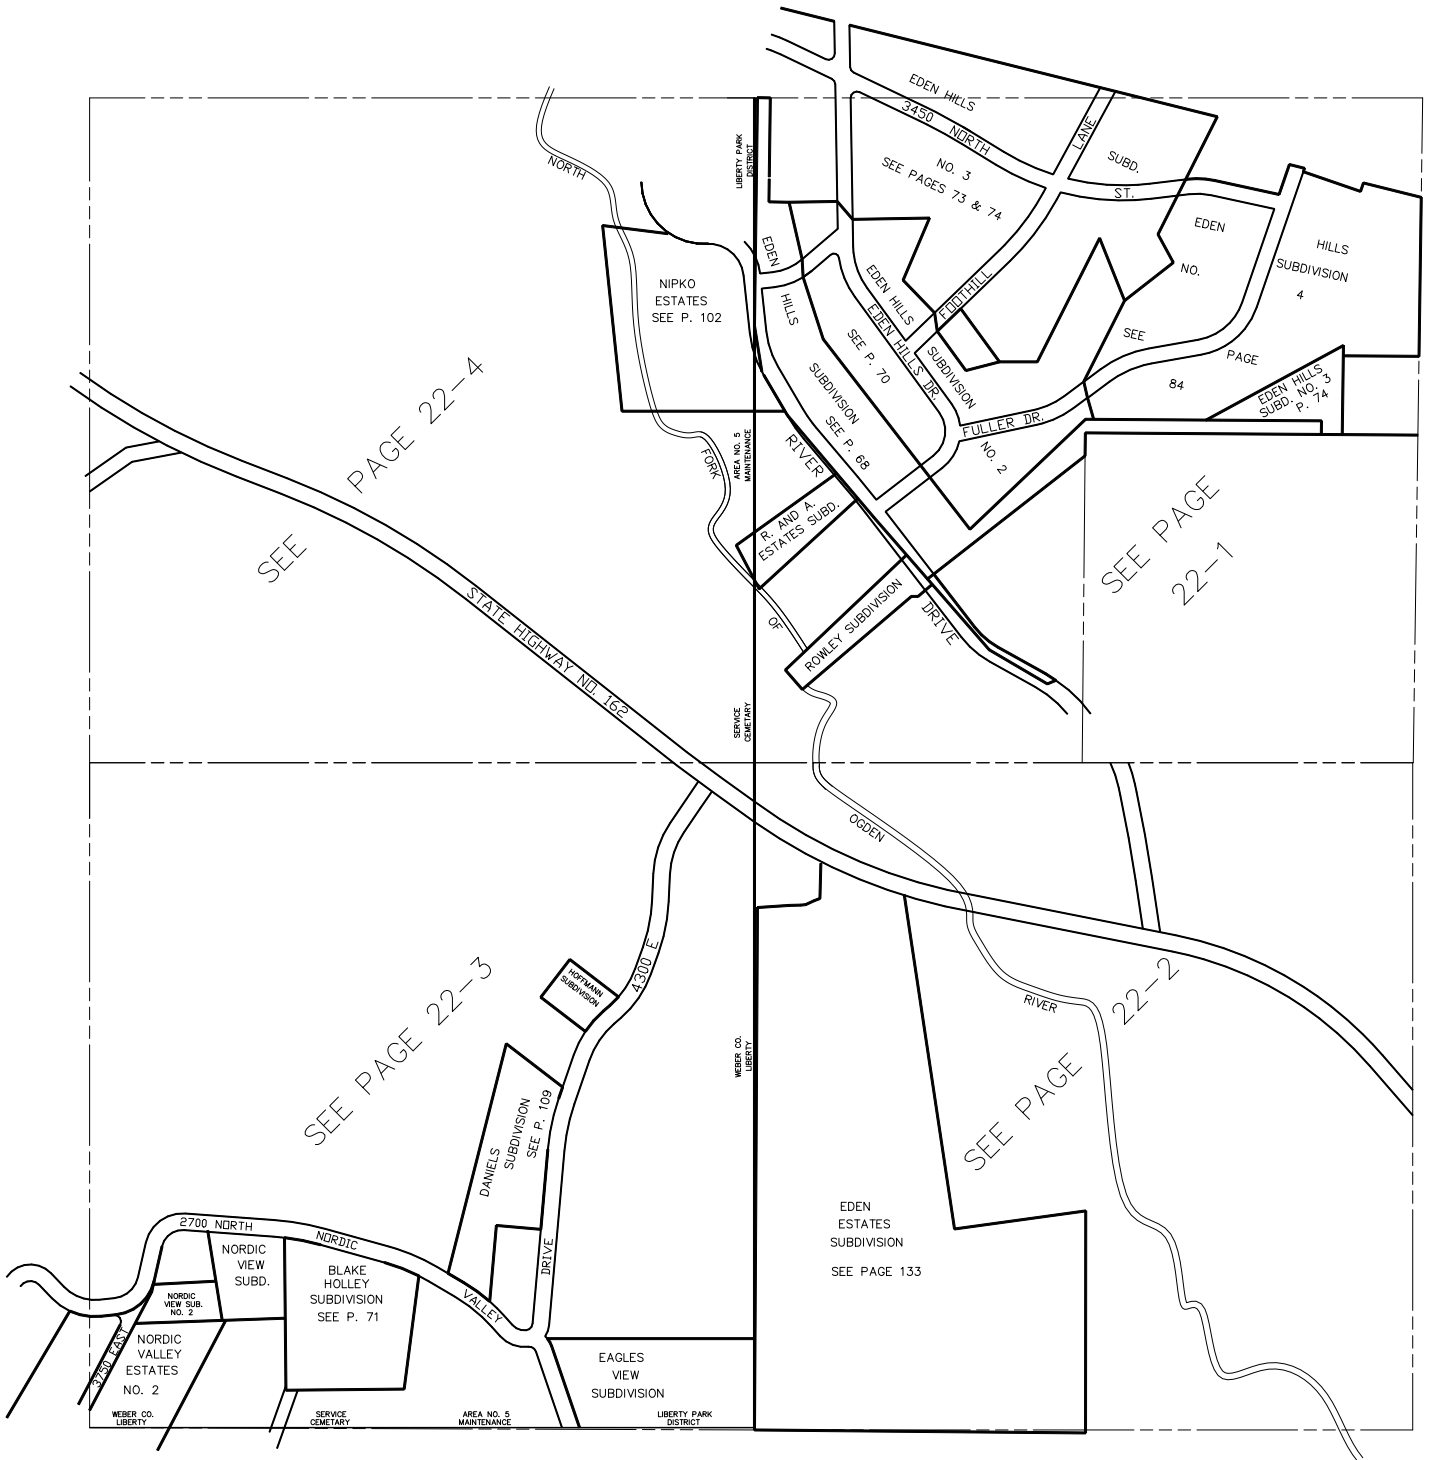 EDEN HILLS
3450 NORTH
ST.
LANE
SUBD.
NO. 3
SEE PAGES 73 & 74
NORTH
LIBERTY PARK
DISTRICT
EDEN
HILLS
SUBDIVISION
SEE P. 68
NIPKO
ESTATES
SEE P. 102
EDEN HILLS
SUBDIVISION
NO. 2
SEE P. 70
EDEN HILLS DR.
FOOTHILL
FULLER DR.
EDEN
HILLS
NO.
SUBDIVISION
4
SEE
PAGE
84
EDEN HILLS
SUBD. NO. 3
P. 74
SEE
PAGE 22-4
FORK
AREA NO. 5
MAINTENANCE
RIVER
DRIVE
R. AND A.
ESTATES SUBD.
SEE PAGE
22-1
OF
ROWLEY SUBDIVISION
STATE HIGHWAY NO. 162
SERVICE
CEMETARY
OGDEN
4300 E
HOFFMANN
SUBDIVISION
SEE PAGE 22-3
RIVER
SEE PAGE
22-2
WEBER CO.
LIBERTY
DANIELS
SUBDIVISION
SEE P. 109
EDEN
ESTATES
SUBDIVISION
SEE PAGE 133
2700 NORTH
NORDIC
VALLEY
DRIVE
NORDIC
VIEW
SUBD.
BLAKE
HOLLEY
SUBDIVISION
SEE P. 71
NORDIC
VIEW SUB.
NO. 2
3750 EAST
NORDIC
VALLEY
ESTATES
NO. 2
EAGLES
VIEW
SUBDIVISION
WEBER CO.
LIBERTY
SERVICE
CEMETARY
AREA NO. 5
MAINTENANCE
LIBERTY PARK
DISTRICT